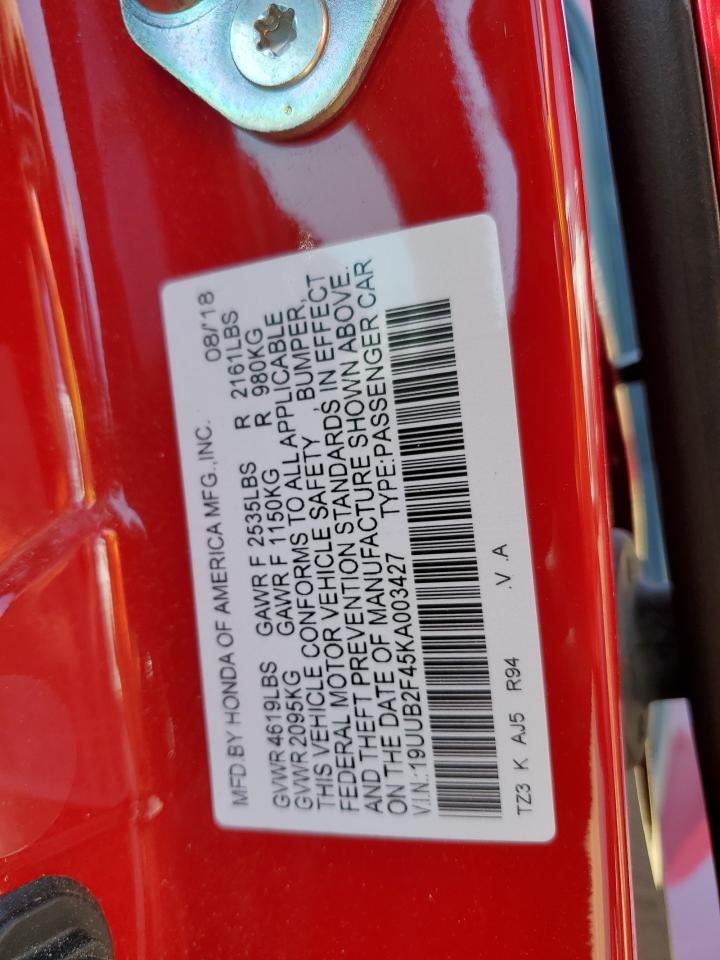 MFD.BY HONDA OF AMERICA MFG.,INC. 08/'18
GVWR 4619LBS GAWR F 2535LBS R 2161LBS
GVWR 2095KG GAWR F 1150KG R 980KG
THIS VEHICLE CONFORMS TO ALL APPLICABLE
FEDERAL MOTOR VEHICLE SAFETY , BUMPER,
AND THEFT PREVENTION STANDARDS IN EFFECT
ON THE DATE OF MANUFACTURE SHOWN ABOVE.
V.I.N.:19UUB2F45KA003427 TYPE:PASSENGER CAR
TZ3 K AJ5 R94 .V .A